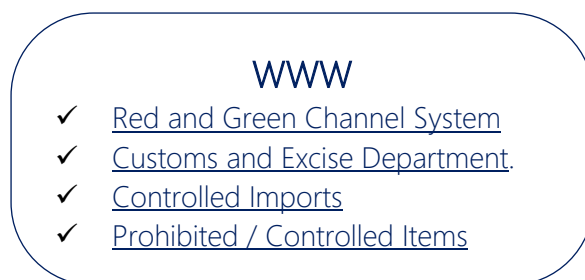 WWW
✓ Red and Green Channel System
✓ Customs and Excise Department.
✓ Controlled Imports
✓ Prohibited / Controlled Items